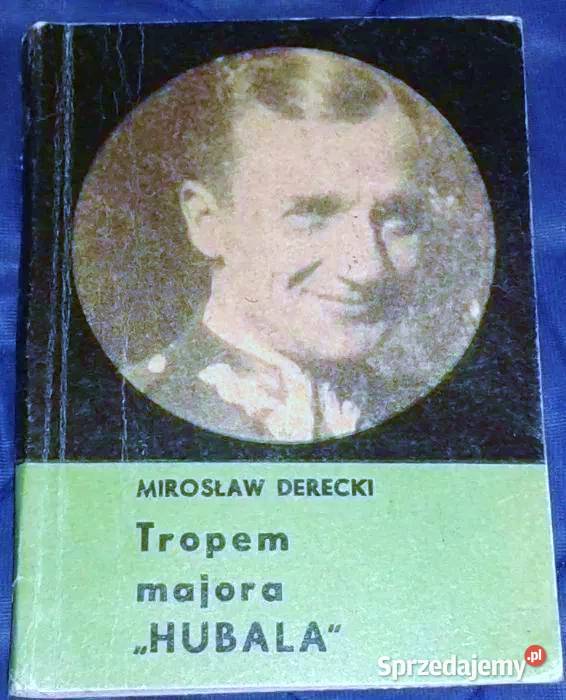 MIROSŁAW DERECKI
Tropem
majora
„HUBALA“
Sprzedajemy.pl